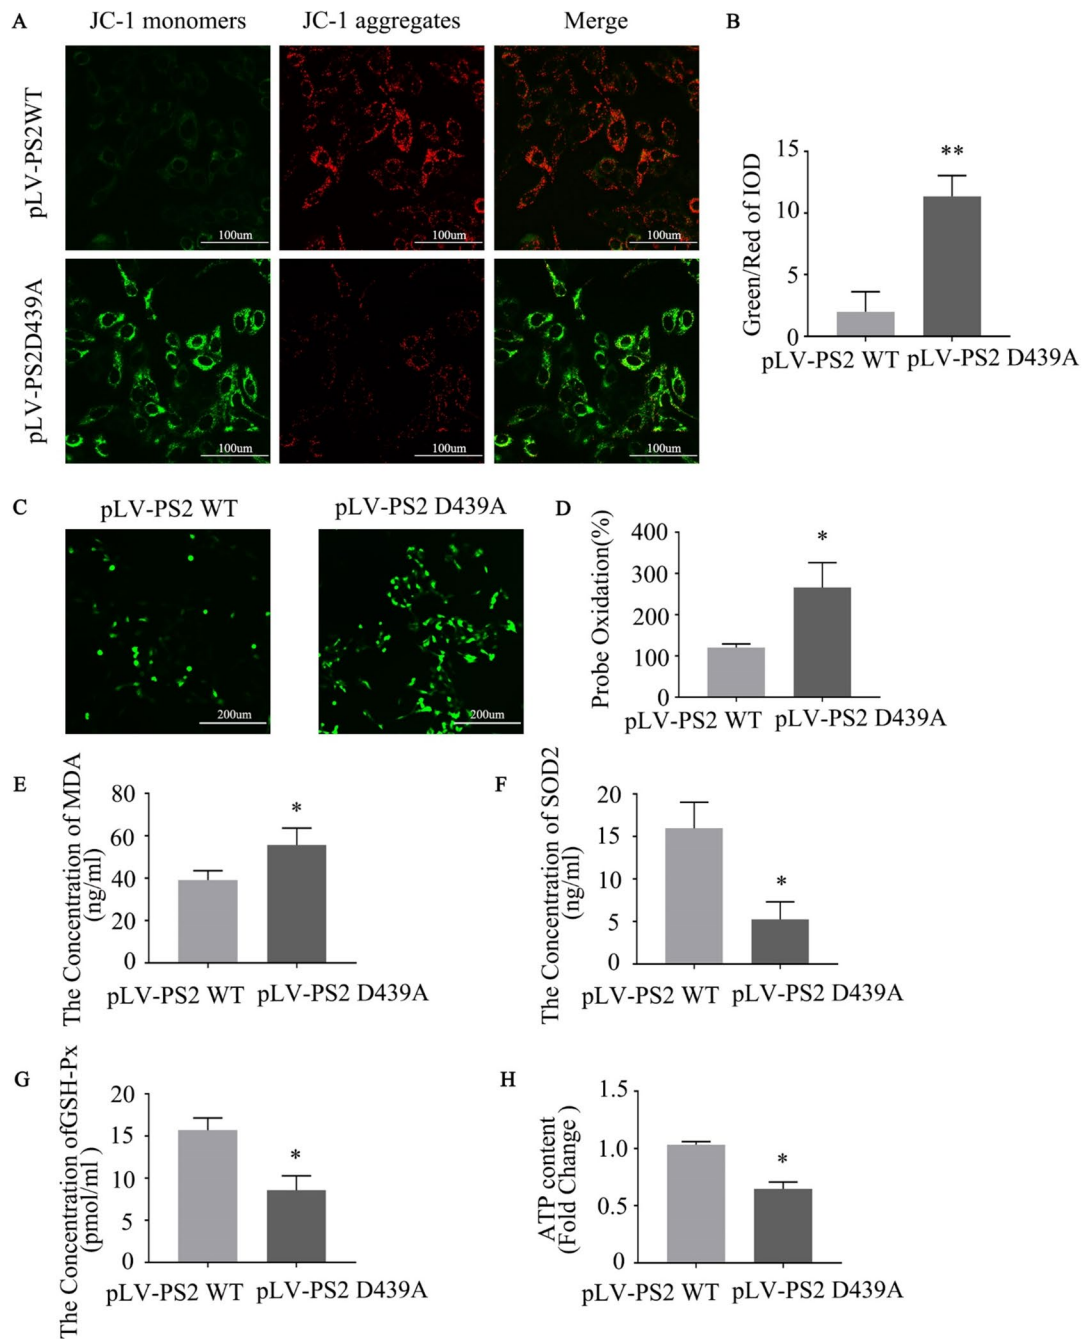 A
JC-1 monomers
JC-1 aggregates
Merge
pLV-PS2WT
100um
100um
100um
pLV-PS2D439A
100um
100um
100um
B
Green/Red of IOD
15
10
5
0
**
pLV-PS2 WT
pLV-PS2 D439A
C
pLV-PS2 WT
pLV-PS2 D439A
200um
200um
D
Probe Oxidation(%)
400
300
200
100
0
*
pLV-PS2 WT
pLV-PS2 D439A
E
The Concentration of MDA
(ng/ml)
80
60
40
20
0
*
pLV-PS2 WT
pLV-PS2 D439A
F
The Concentration of SOD2
(ng/ml)
20
15
10
5
0
*
pLV-PS2 WT
pLV-PS2 D439A
G
The Concentration ofGSH-Px
(pmol/ml )
20
15
10
5
0
*
pLV-PS2 WT
pLV-PS2 D439A
H
ATP content
(Fold Change )
1.5
1.0
0.5
0
*
pLV-PS2 WT
pLV-PS2 D439A